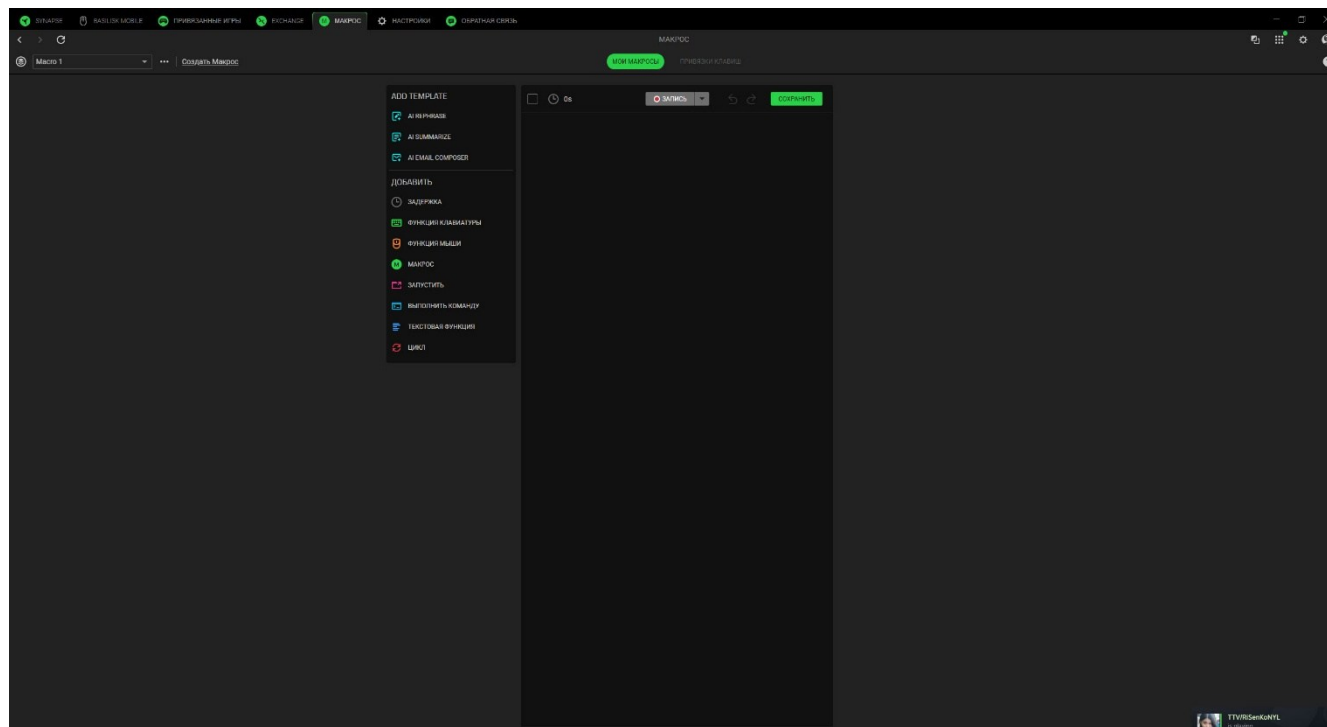 SYNAPSE BASILISK MOBILE ПРИВЯЗАННЫЕ ИГРЫ EXCHANGE МАКРОС НАСТРОЙКИ ОБРАТНАЯ СВЯЗЬ
МАКРОС
Macro 1 Создать Макрос МОИ МАКРОСЫ ПРИВЯЗКИ КЛАВИШ
ADD TEMPLATE
AI REPHRASE
AI SUMMARIZE
AI EMAIL COMPOSER
ДОБАВИТЬ
ЗАДЕРЖКА
ФУНКЦИЯ КЛАВИАТУРЫ
ФУНКЦИЯ МЫШИ
МАКРОС
ЗАПУСТИТЬ
ВЫПОЛНИТЬ КОМАНДУ
ТЕКСТОВАЯ ФУНКЦИЯ
ЦИКЛ
0s ЗАПИСЬ СОХРАНИТЬ
TTV/RISenKoNYL